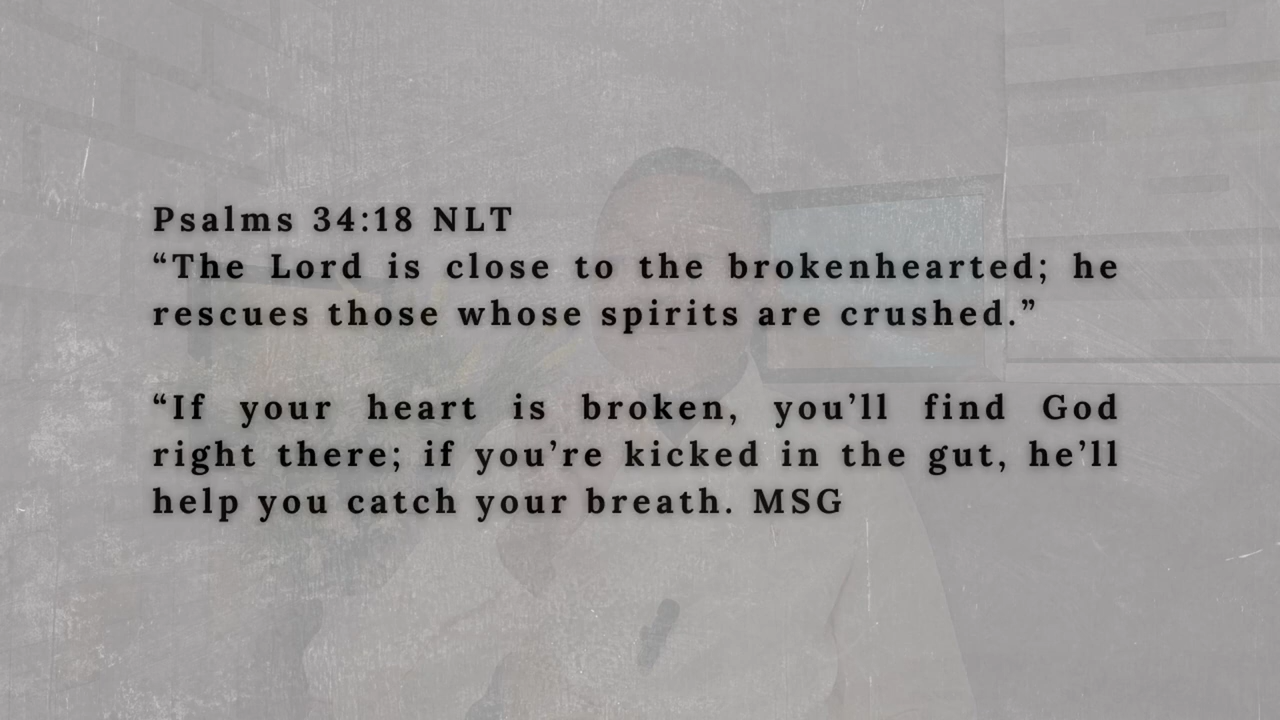 Psalms 34:18 NLT
“The Lord is close to the brokenhearted; he
rescues those whose spirits are crushed.”
“If your heart is broken, you’ll find God
right there; if you’re kicked in the gut, he’ll
help you catch your breath. MSG